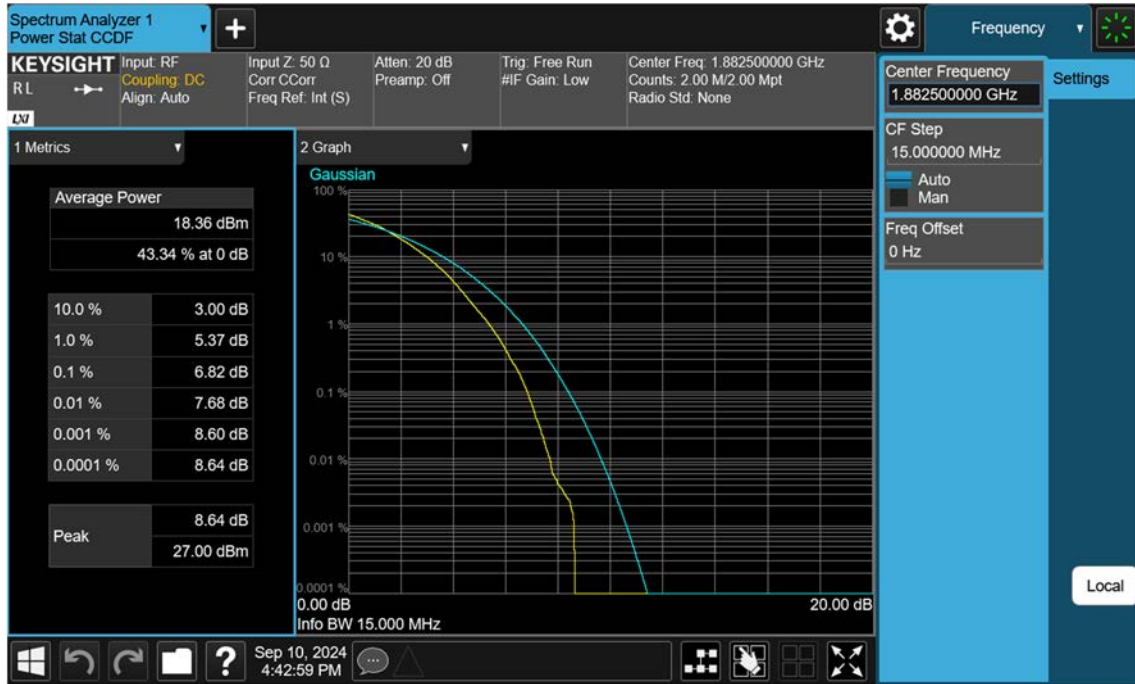 Spectrum Analyzer 1
Power Stat CCDF
Frequency
KEYSIGHT
R L
LXI
Input: RF
Coupling: DC
Align: Auto
Input Z: 50 Ω
Corr CCorr
Freq Ref: Int (S)
Atten: 20 dB
Preamp: Off
Trig: Free Run
#IF Gain: Low
Center Freq: 1.882500000 GHz
Counts: 2.00 M/2.00 Mpt
Radio Std: None
Center Frequency
1.882500000 GHz
Settings
CF Step
15.000000 MHz
Auto
Man
Freq Offset
0 Hz
Local
1 Metrics
Average Power
18.36 dBm
43.34 % at 0 dB
10.0 % 3.00 dB
1.0 % 5.37 dB
0.1 % 6.82 dB
0.01 % 7.68 dB
0.001 % 8.60 dB
0.0001 % 8.64 dB
Peak
8.64 dB
27.00 dBm
2 Graph
Gaussian
100 %
10 %
1 %
0.1 %
0.01 %
0.001 %
0.0001 %
0.00 dB 20.00 dB
Info BW 15.000 MHz
?
Sep 10, 2024
4:42:59 PM